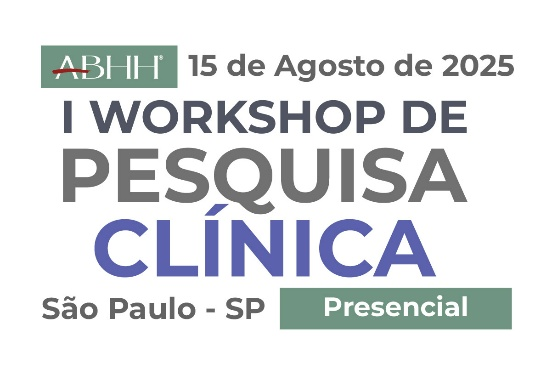 ABHH® 15 de Agosto de 2025
I WORKSHOP DE
PESQUISA
CLÍNICA
São Paulo - SP Presencial